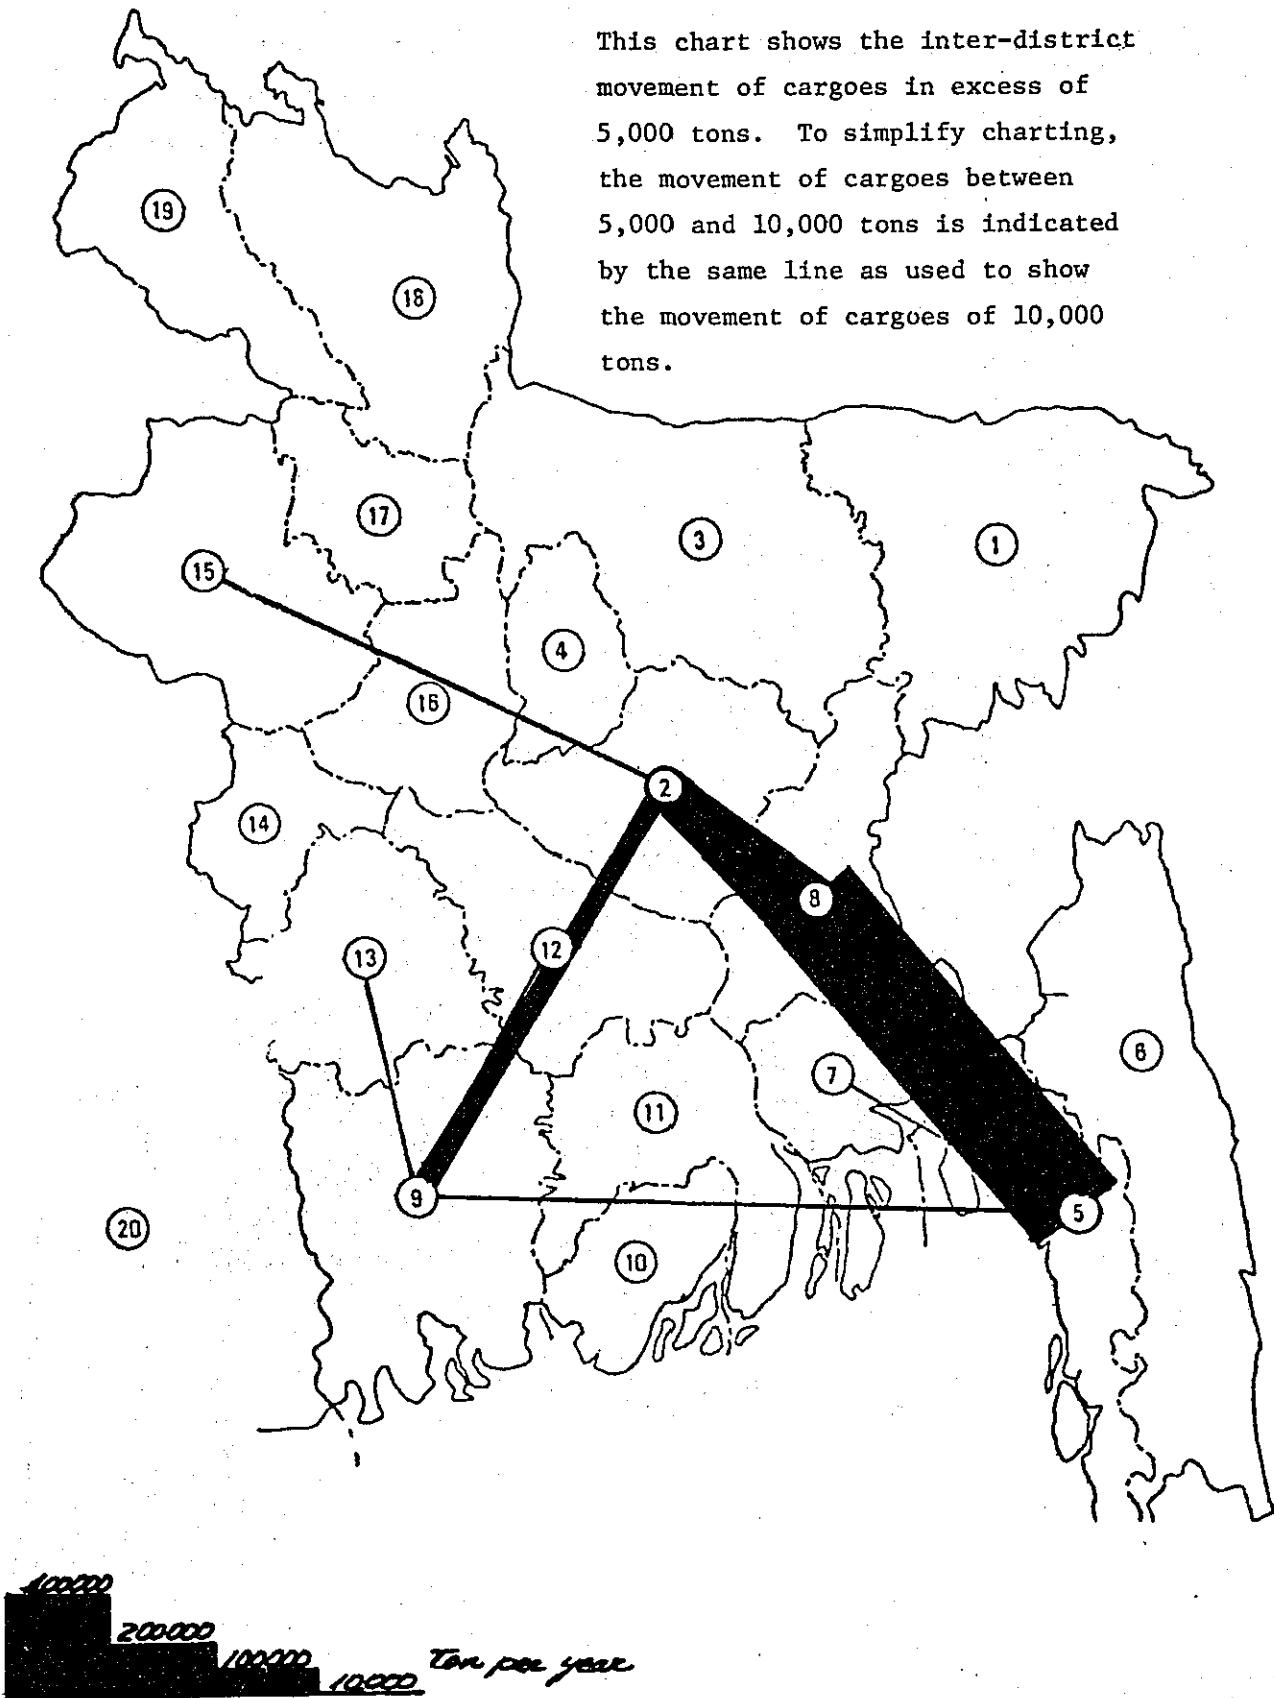 This chart shows the inter-district
movement of cargoes in excess of
5,000 tons. To simplify charting,
the movement of cargoes between
5,000 and 10,000 tons is indicated
by the same line as used to show
the movement of cargoes of 10,000
tons.
19
18
17
3
1
15
4
16
2
14
8
12
13
6
7
11
9
5
20
10
400000
200000
100000
10000
Ton per year